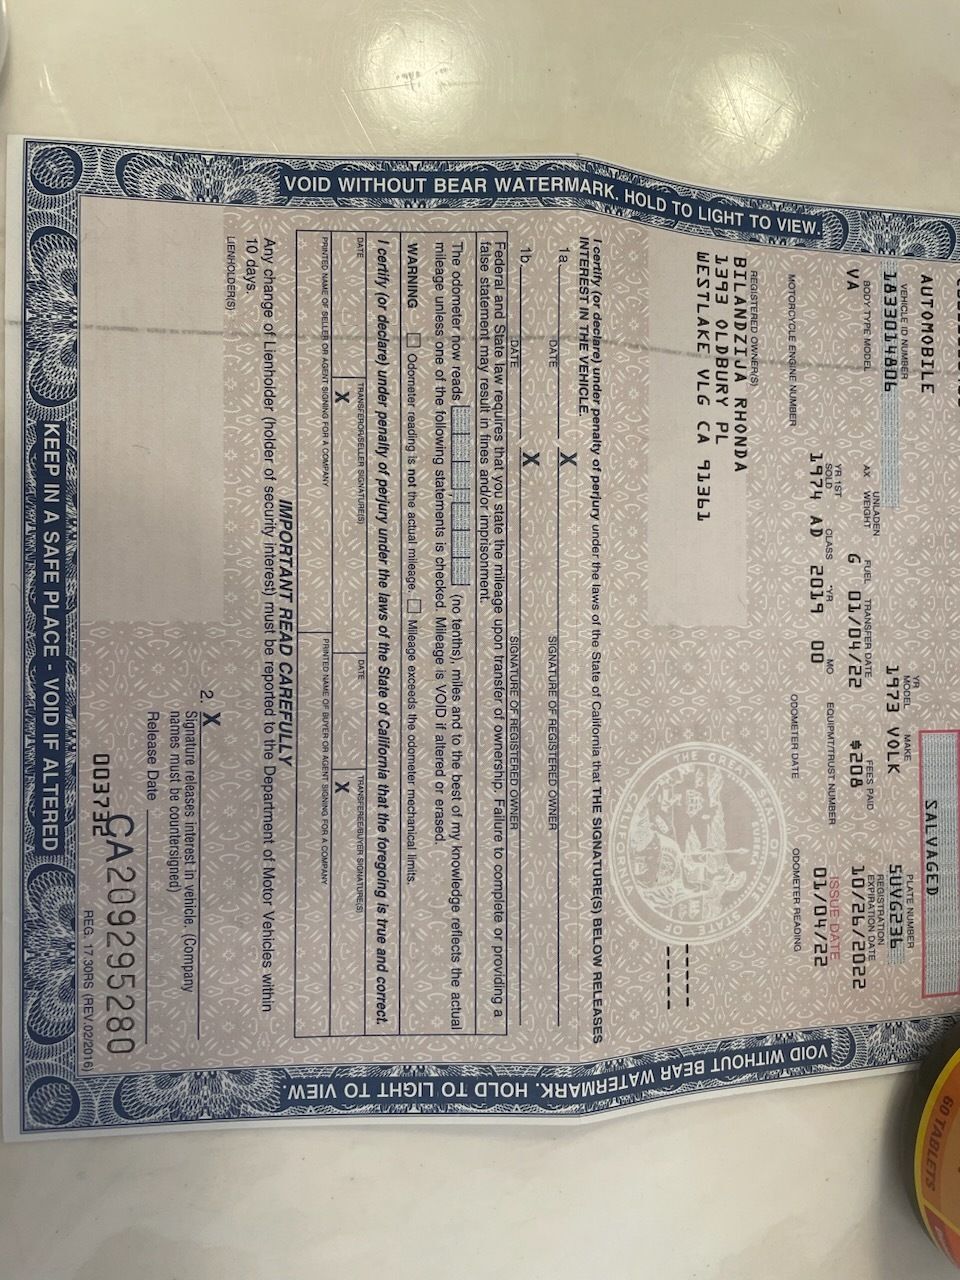 VOID WITHOUT BEAR WATERMARK. HOLD TO LIGHT TO VIEW.
AUTOMOBILE
SALVAGED
VEHICLE ID NUMBER
YR MODEL
MAKE
PLATE NUMBER
1833014806
1973 VOLK
5UVG236
BODY TYPE MODEL
AX
UNLADEN WEIGHT
FUEL
TRANSFER DATE
FEES PAID
REGISTRATION EXPIRATION DATE
VA
G 01/04/22
$208
10/26/2022
YR 1ST SOLD
CLASS
*YR
MO
EQUIPMT/TRUST NUMBER
ISSUE DATE
1974 AD 2019 00
01/04/22
MOTORCYCLE ENGINE NUMBER
ODOMETER DATE
ODOMETER READING
REGISTERED OWNER(S)
BILANDZIJA RHONDA
1393 OLDBURY PL
WESTLAKE VLG CA 91361
I certify (or declare) under penalty of perjury under the laws of the State of California that THE SIGNATURE(S) BELOW RELEASES
INTEREST IN THE VEHICLE.
1a. DATE X SIGNATURE OF REGISTERED OWNER
1b. DATE X SIGNATURE OF REGISTERED OWNER
Federal and State law requires that you state the mileage upon transfer of ownership. Failure to complete or providing a
false statement may result in fines and/or imprisonment.
The odometer now reads (no tenths), miles and to the best of my knowledge reflects the actual
mileage unless one of the following statements is checked. Mileage is VOID if altered or erased.
WARNING Odometer reading is not the actual mileage. Mileage exceeds the odometer mechanical limits.
I certify (or declare) under penalty of perjury under the laws of the State of California that the foregoing is true and correct.
DATE TRANSFEROR/SELLER SIGNATURE(S) DATE TRANSFEREE/BUYER SIGNATURE(S)
X X
PRINTED NAME OF SELLER OR AGENT SIGNING FOR A COMPANY PRINTED NAME OF BUYER OR AGENT SIGNING FOR A COMPANY
IMPORTANT READ CAREFULLY
Any change of Lienholder (holder of security interest) must be reported to the Department of Motor Vehicles within
10 days.
LIENHOLDER(S)
2. X
Signature releases interest in vehicle. (Company
names must be countersigned)
Release Date
003732
CA209295280
REG. 17.30RS (REV.02/2016)
KEEP IN A SAFE PLACE - VOID IF ALTERED
VOID WITHOUT BEAR WATERMARK. HOLD TO LIGHT TO VIEW.
60 TABLETS